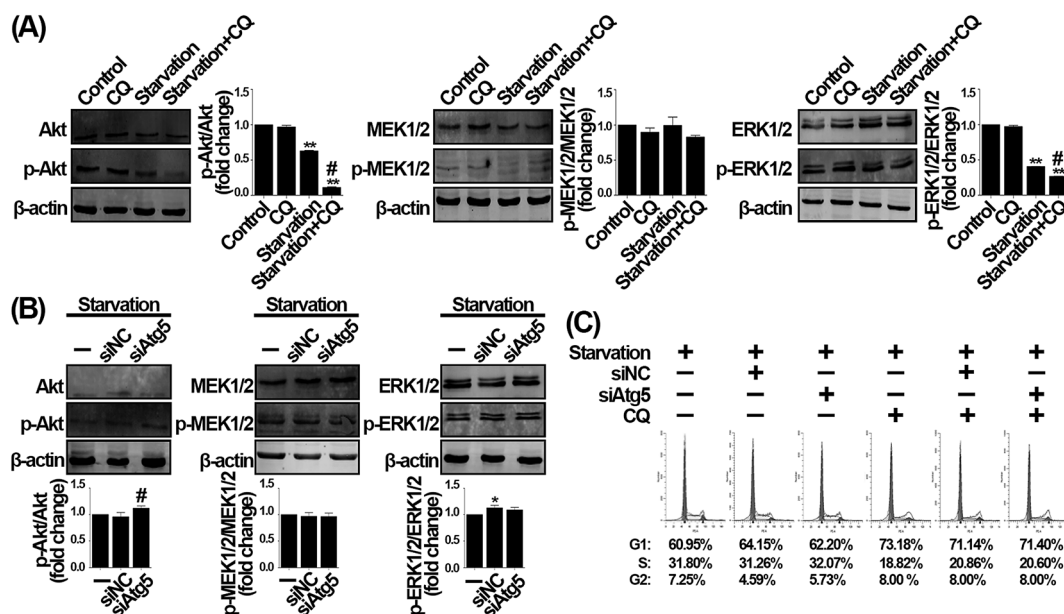 (A)
Control
CQ
Starvation
Starvation+CQ
Akt
p-Akt
β-actin
p-Akt/Akt
(fold change)
1.5
1.0
0.5
0.0
**
#
**
Control
CQ
Starvation
Starvation+CQ
Control
CQ
Starvation
Starvation+CQ
MEK1/2
p-MEK1/2
β-actin
p-MEK1/2/MEK1/2
(fold change)
1.5
1.0
0.5
0.0
Control
CQ
Starvation
Starvation+CQ
Control
CQ
Starvation
Starvation+CQ
ERK1/2
p-ERK1/2
β-actin
p-ERK1/2/ERK1/2
(fold change)
1.5
1.0
0.5
0.0
**
#
**
Control
CQ
Starvation
Starvation+CQ
(B)
Starvation
— siNC siAtg5
Akt
p-Akt
β-actin
p-Akt/Akt
(fold change)
1.5
1.0
0.5
0.0
#
— siNC siAtg5
Starvation
— siNC siAtg5
MEK1/2
p-MEK1/2
β-actin
p-MEK1/2/MEK1/2
(fold change)
1.5
1.0
0.5
0.0
— siNC siAtg5
Starvation
— siNC siAtg5
ERK1/2
p-ERK1/2
β-actin
p-ERK1/2/ERK1/2
(fold change)
1.5
1.0
0.5
0.0
*
— siNC siAtg5
(C)
Starvation + + + + + +
siNC — + — — + —
siAtg5 — — + — — +
CQ — — — + + +
G1: 60.95% 64.15% 62.20% 73.18% 71.14% 71.40%
S: 31.80% 31.26% 32.07% 18.82% 20.86% 20.60%
G2: 7.25% 4.59% 5.73% 8.00 % 8.00% 8.00%